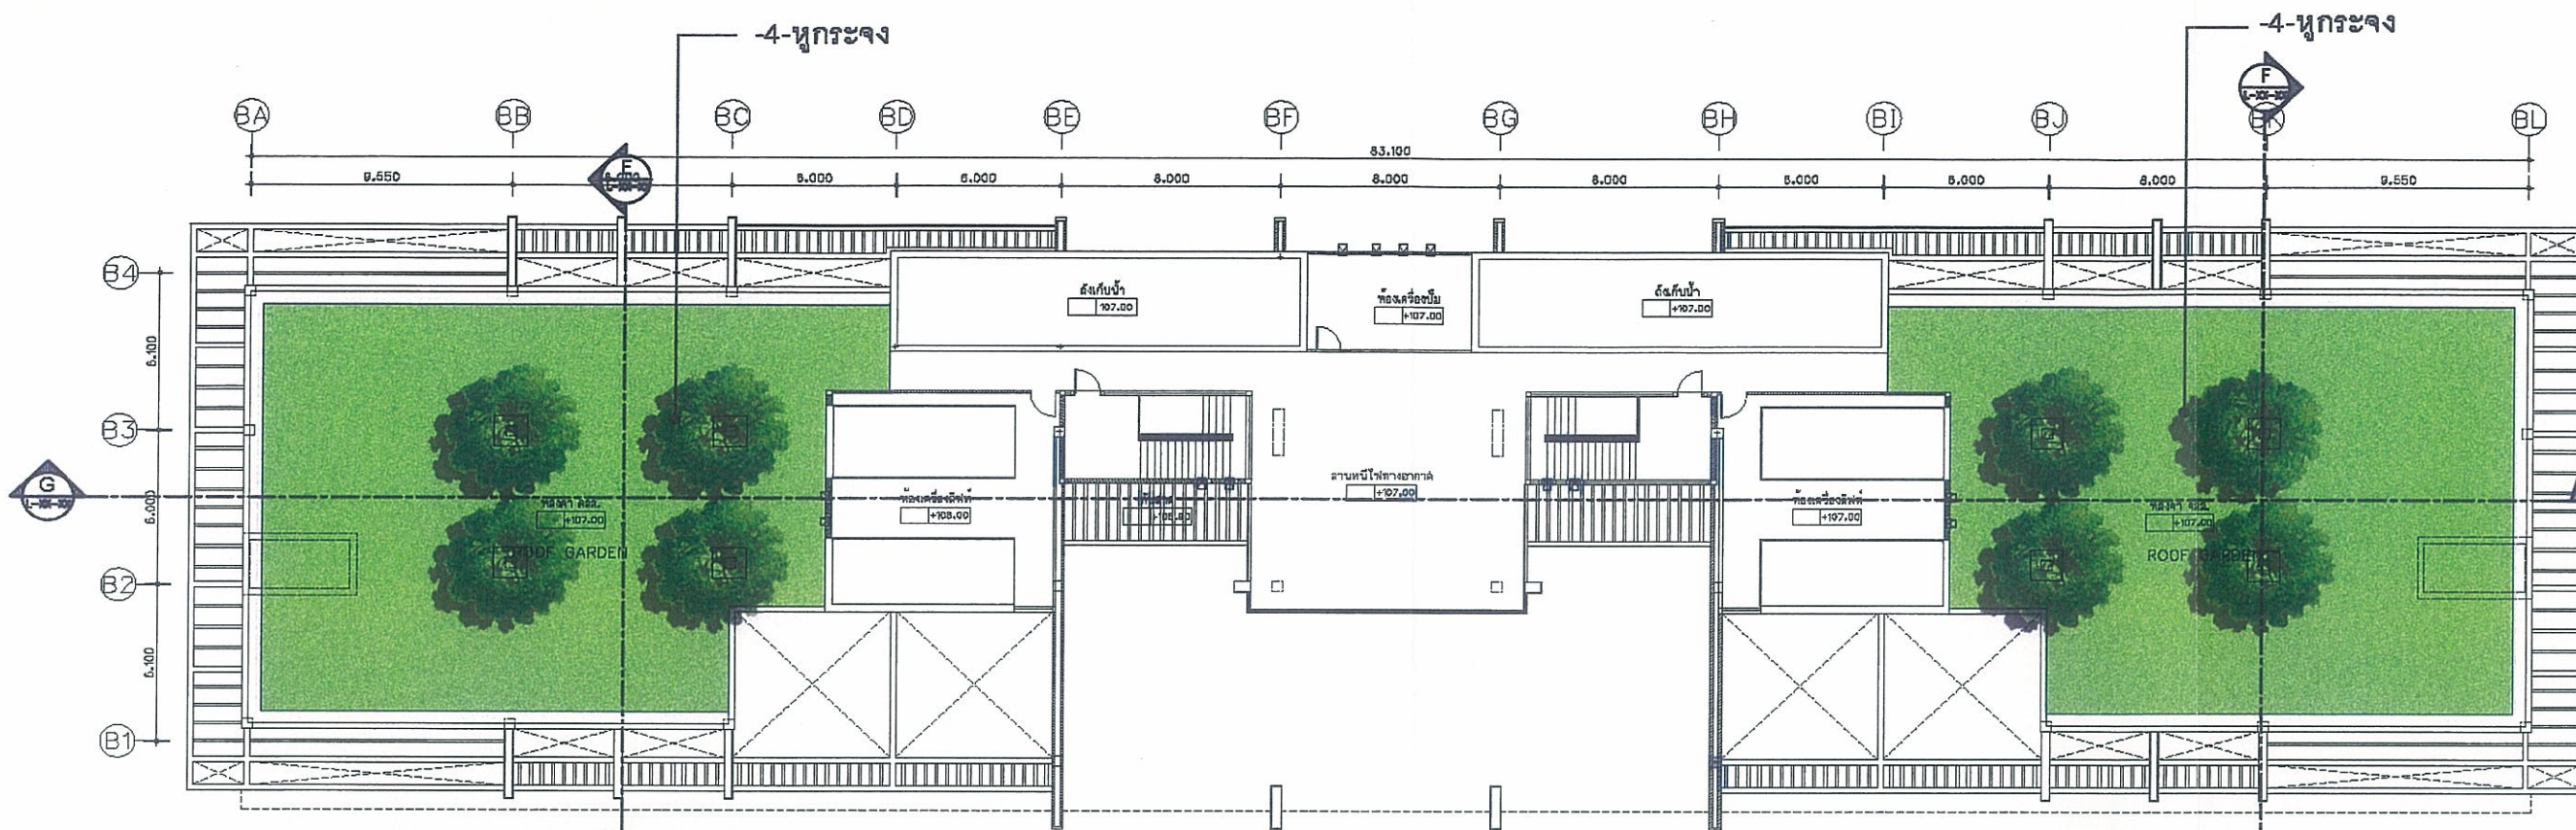 -4-หูกระจง
-4-หูกระจง
F
BA
BB
BC
BD
BE
BF
BG
BH
BI
BJ
BL
83.100
9.550
6.000
6.000
8.000
8.000
8.000
6.000
6.000
8.000
9.550
F
B4
B3
B2
B1
6.100
6.000
6.100
G
ถังเก็บน้ำ
107.00
ห้องเครื่องปั๊ม
+107.00
ถังเก็บน้ำ
+107.00
ลานหนีไฟทางอากาศ
+107.00
ห้องเครื่องลิฟท์
+108.00
ห้องเครื่องลิฟท์
+107.00
+107.00
ROOF GARDEN
+107.00
ROOF GARDEN